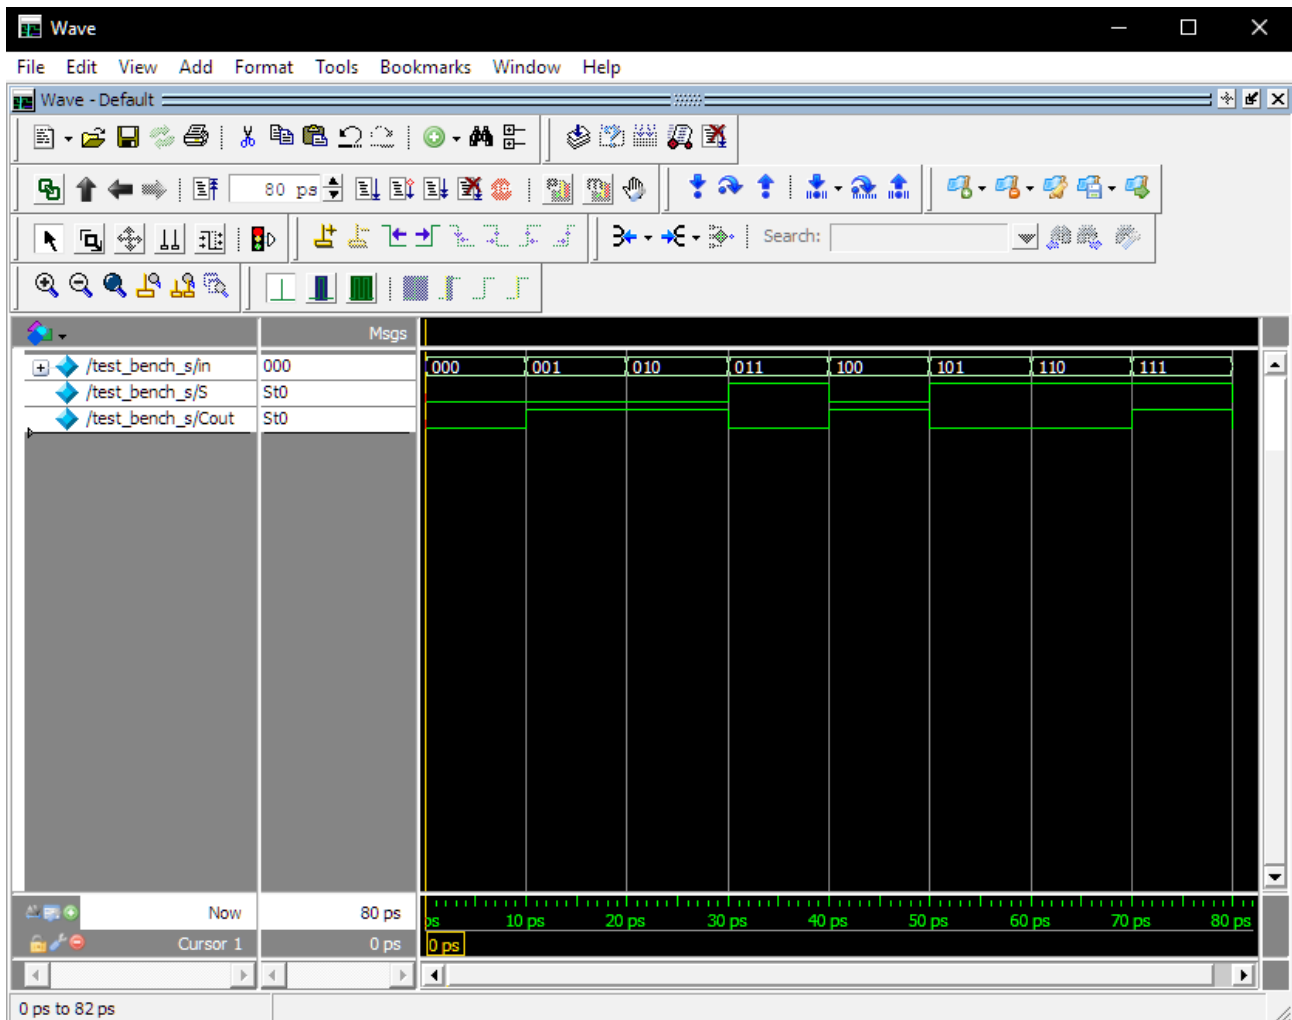 Wave
File Edit View Add Format Tools Bookmarks Window Help
Wave - Default
80 ps
Search:
Msgs
/test_bench_s/in 000 000 001 010 011 100 101 110 111
/test_bench_s/S St0
/test_bench_s/Cout St0
Now 80 ps ps 10 ps 20 ps 30 ps 40 ps 50 ps 60 ps 70 ps 80 ps
Cursor 1 0 ps 0 ps
0 ps to 82 ps